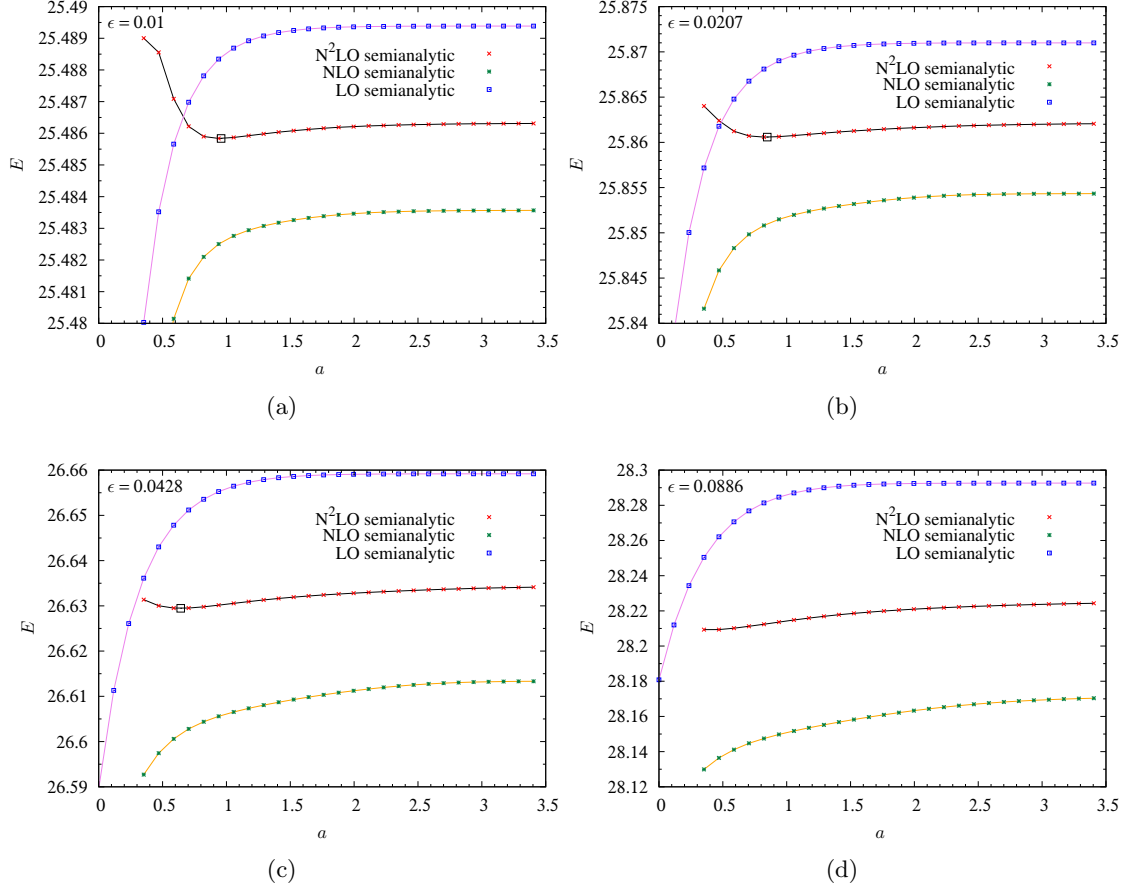 25.49
25.489
25.488
25.487
25.486
25.485
25.484
25.483
25.482
25.481
25.48
E
ϵ = 0.01
N²LO semianalytic
NLO semianalytic
LO semianalytic
0 0.5 1 1.5 2 2.5 3 3.5
a
(a)
25.875
25.87
25.865
25.86
25.855
25.85
25.845
25.84
E
ϵ = 0.0207
N²LO semianalytic
NLO semianalytic
LO semianalytic
0 0.5 1 1.5 2 2.5 3 3.5
a
(b)
26.66
26.65
26.64
26.63
26.62
26.61
26.6
26.59
E
ϵ = 0.0428
N²LO semianalytic
NLO semianalytic
LO semianalytic
0 0.5 1 1.5 2 2.5 3 3.5
a
(c)
28.3
28.28
28.26
28.24
28.22
28.2
28.18
28.16
28.14
28.12
E
ϵ = 0.0886
N²LO semianalytic
NLO semianalytic
LO semianalytic
0 0.5 1 1.5 2 2.5 3 3.5
a
(d)